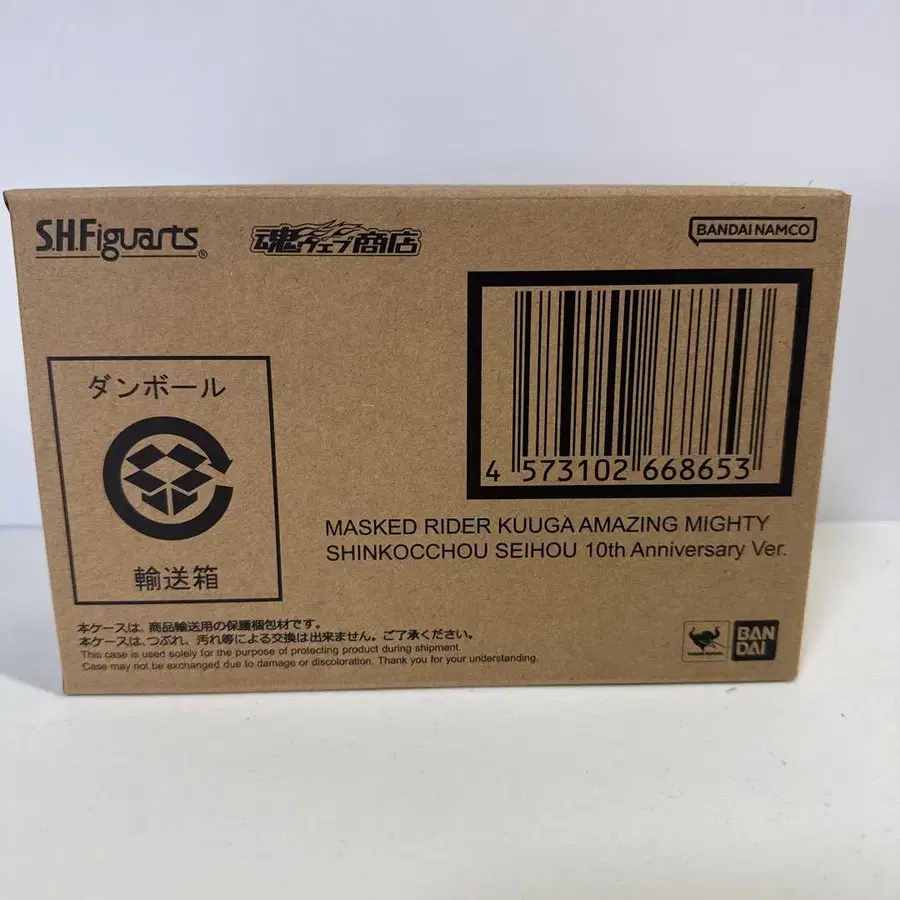 S.H.Figuarts®
魂ウェブ商店
BANDAI NAMCO
ダンボール
輸送箱
4 573102 668653
MASKED RIDER KUUGA AMAZING MIGHTY
SHINKOCCHOU SEIHOU 10th Anniversary Ver.
本ケースは、商品輸送用の保護梱包材です。
本ケースは、つぶれ、汚れ等による交換は出来ません。ご了承ください。
This case is used solely for the purpose of protecting product during shipment.
Case may not be exchanged due to damage or discoloration. Thank you for your understanding.
BAN
DAI